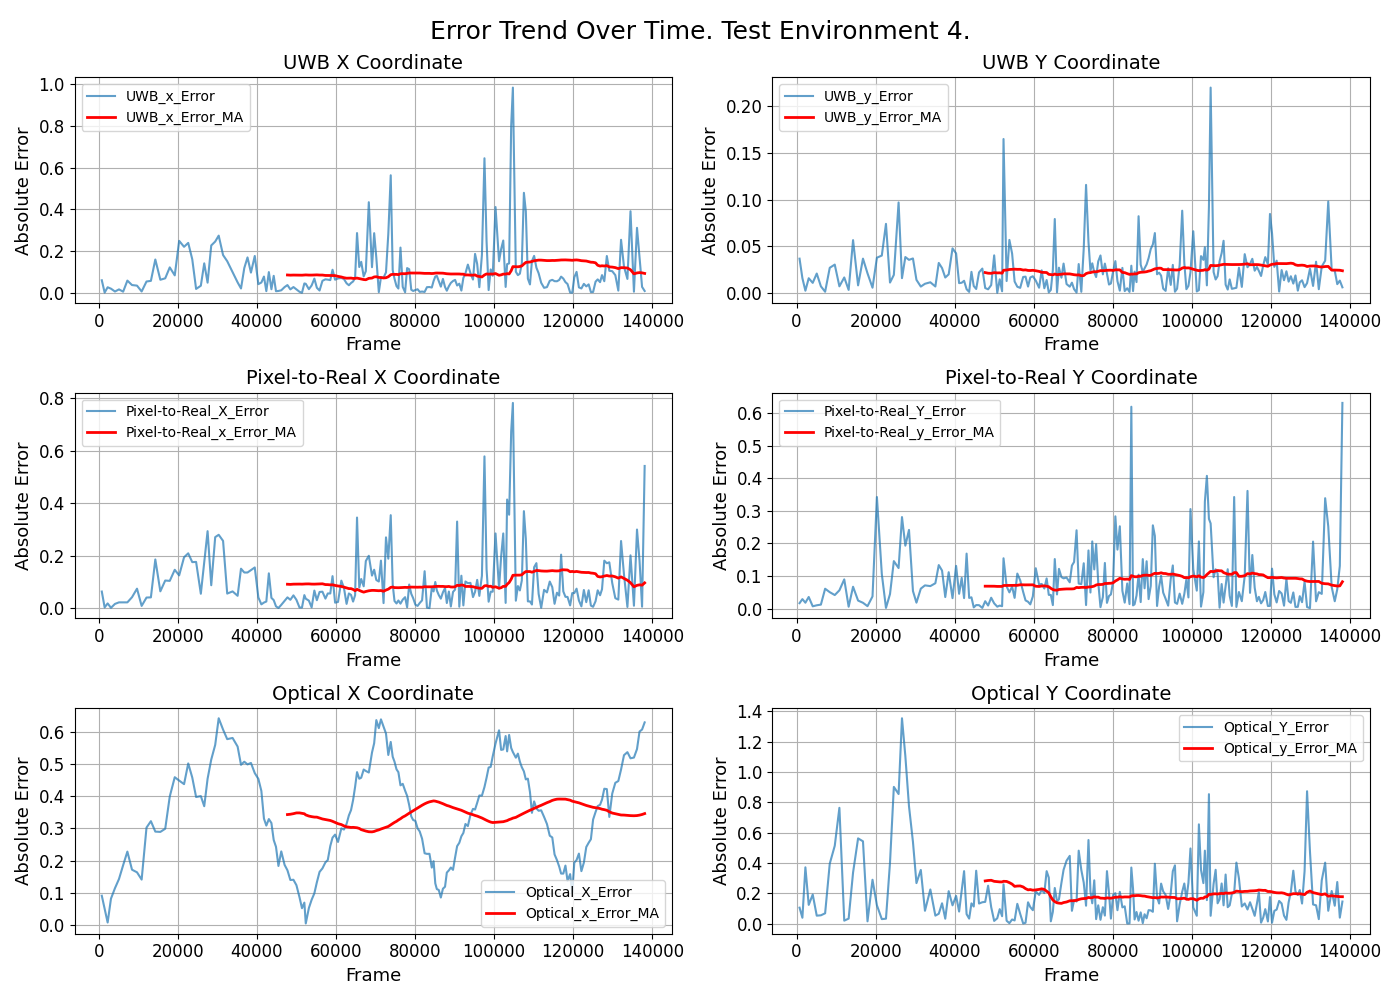 Error Trend Over Time. Test Environment 4.
UWB X Coordinate
UWB_x_Error
UWB_x_Error_MA
Absolute Error
1.0
0.8
0.6
0.4
0.2
0.0
0 20000 40000 60000 80000 100000 120000 140000
Frame
UWB Y Coordinate
UWB_y_Error
UWB_y_Error_MA
Absolute Error
0.20
0.15
0.10
0.05
0.00
0 20000 40000 60000 80000 100000 120000 140000
Frame
Pixel-to-Real X Coordinate
Pixel-to-Real_X_Error
Pixel-to-Real_x_Error_MA
Absolute Error
0.8
0.6
0.4
0.2
0.0
0 20000 40000 60000 80000 100000 120000 140000
Frame
Pixel-to-Real Y Coordinate
Pixel-to-Real_Y_Error
Pixel-to-Real_y_Error_MA
Absolute Error
0.6
0.5
0.4
0.3
0.2
0.1
0.0
0 20000 40000 60000 80000 100000 120000 140000
Frame
Optical X Coordinate
Absolute Error
0.6
0.5
0.4
0.3
0.2
0.1
0.0
Optical_X_Error
Optical_x_Error_MA
0 20000 40000 60000 80000 100000 120000 140000
Frame
Optical Y Coordinate
Optical_Y_Error
Optical_y_Error_MA
Absolute Error
1.4
1.2
1.0
0.8
0.6
0.4
0.2
0.0
0 20000 40000 60000 80000 100000 120000 140000
Frame